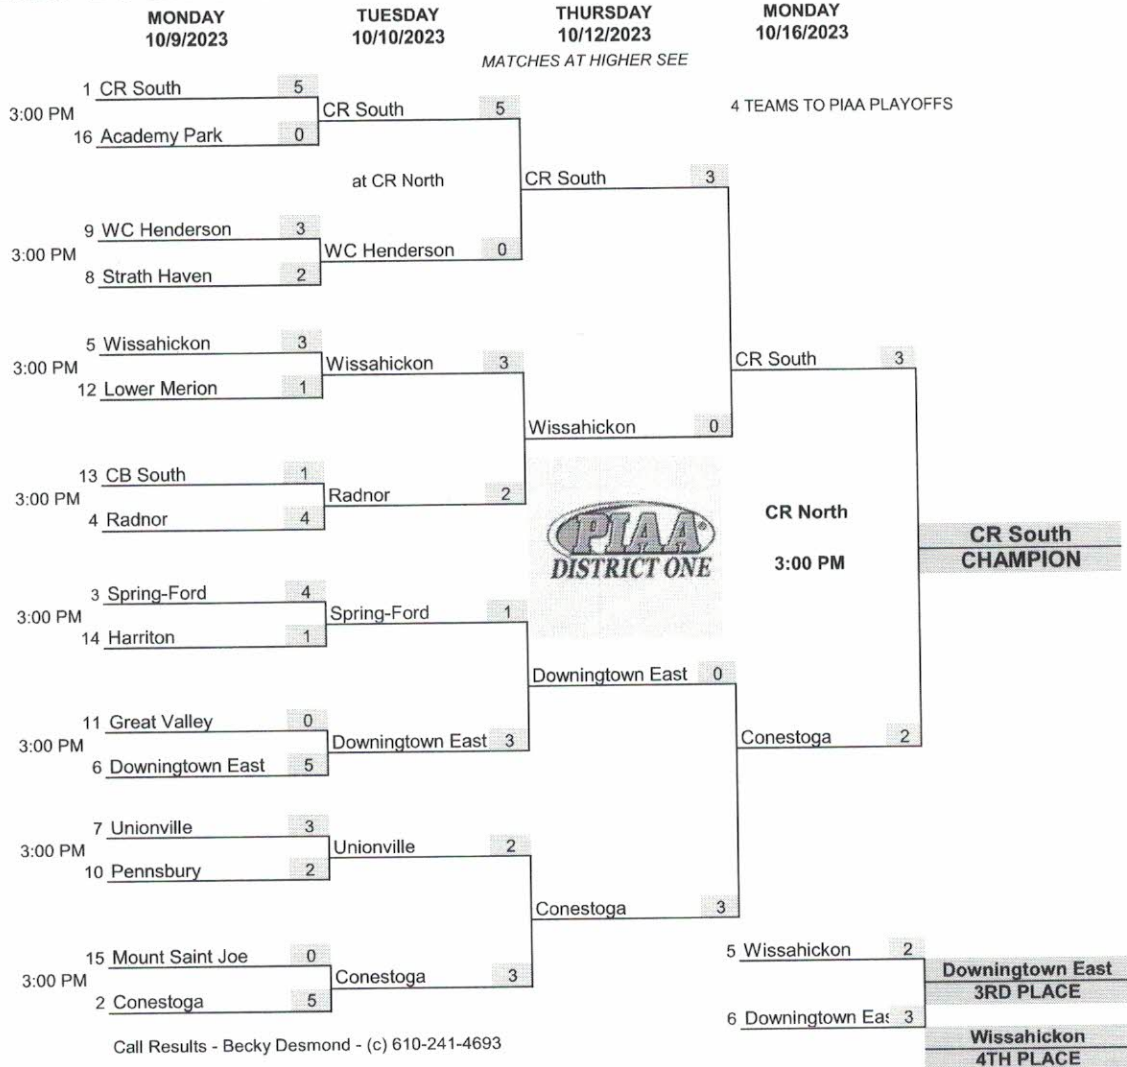 MONDAY TUESDAY THURSDAY MONDAY
10/9/2023 10/10/2023 10/12/2023 10/16/2023
MATCHES AT HIGHER SEE
1 CR South 5
3:00 PM
CR South 5
4 TEAMS TO PIAA PLAYOFFS
16 Academy Park 0
at CR North
CR South 3
9 WC Henderson 3
3:00 PM
WC Henderson 0
8 Strath Haven 2
5 Wissahickon 3
3:00 PM
Wissahickon 3
CR South 3
12 Lower Merion 1
Wissahickon 0
13 CB South 1
3:00 PM
Radnor 2
4 Radnor 4
PIAA®
DISTRICT ONE
CR North
3:00 PM
CR South
CHAMPION
3 Spring-Ford 4
3:00 PM
Spring-Ford 1
14 Harriton 1
Downingtown East 0
11 Great Valley 0
3:00 PM
Downingtown East 3
Conestoga 2
6 Downingtown East 5
7 Unionville 3
3:00 PM
Unionville 2
10 Pennsbury 2
Conestoga 3
15 Mount Saint Joe 0
3:00 PM
Conestoga 3
2 Conestoga 5
5 Wissahickon 2
Downingtown East
3RD PLACE
6 Downingtown Eas 3
Wissahickon
4TH PLACE
Call Results - Becky Desmond - (c) 610-241-4693